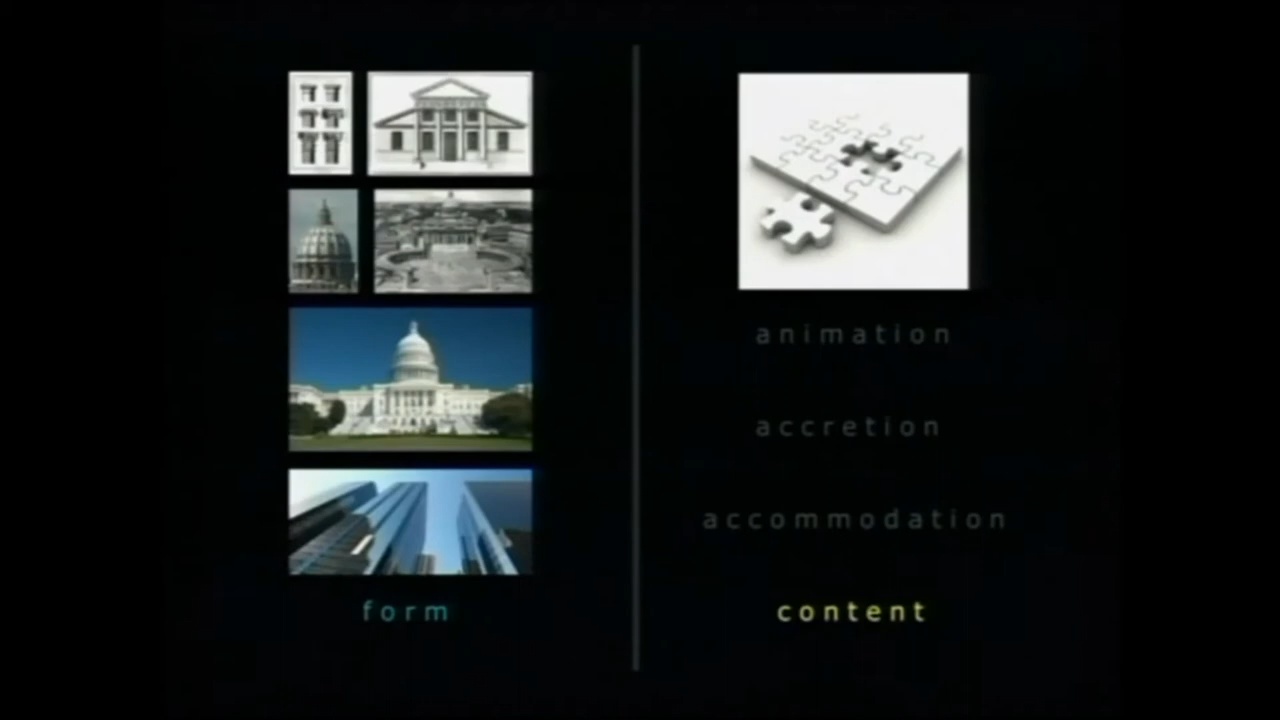 animation
accretion
accommodation
form
content